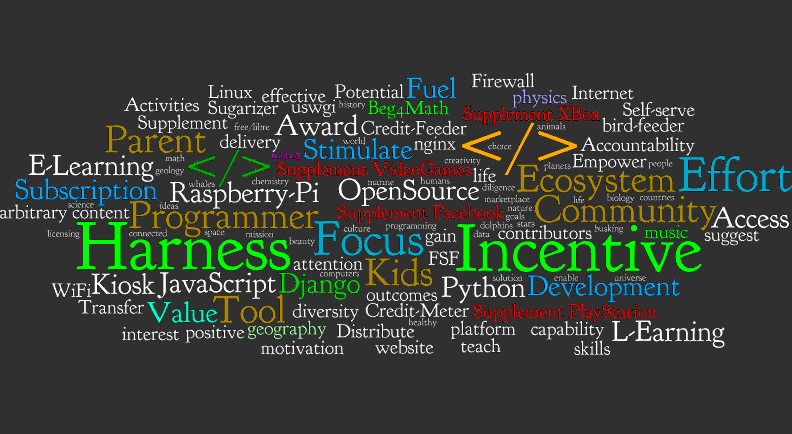 Firewall
Linux effective Potential Fuel physics Internet
Activities Sugarizer uswgi history Beg4Math Supplement XBox Self-serve
Supplement free/libre Award Credit-Feeder animals bird-feeder
Parent delivery world nginx </> choice Accountability
E-Learning math </> Stimulate creativity planets Empower people
geology Supplement VideoGames life Ecosystem Effort
Subscription whales chemistry Raspberry-Pi marine humans OpenSource diligence life biology countries
arbitrary content Programmer ideas Supplement Facebook marketplace goals Community Access
science licensing connected space beauty culture programming dolphins stars data nature contributors busking music suggest
Harness Focus gain mission Incentive
attention FSF
WiFi Kiosk JavaScript Django computers Kids Python solution enable universe Development
Transfer Value Tool diversity outcomes Credit-Meter Supplement PlayStation
interest positive geography Distribute healthy platform capability L-Earning
motivation website teach skills